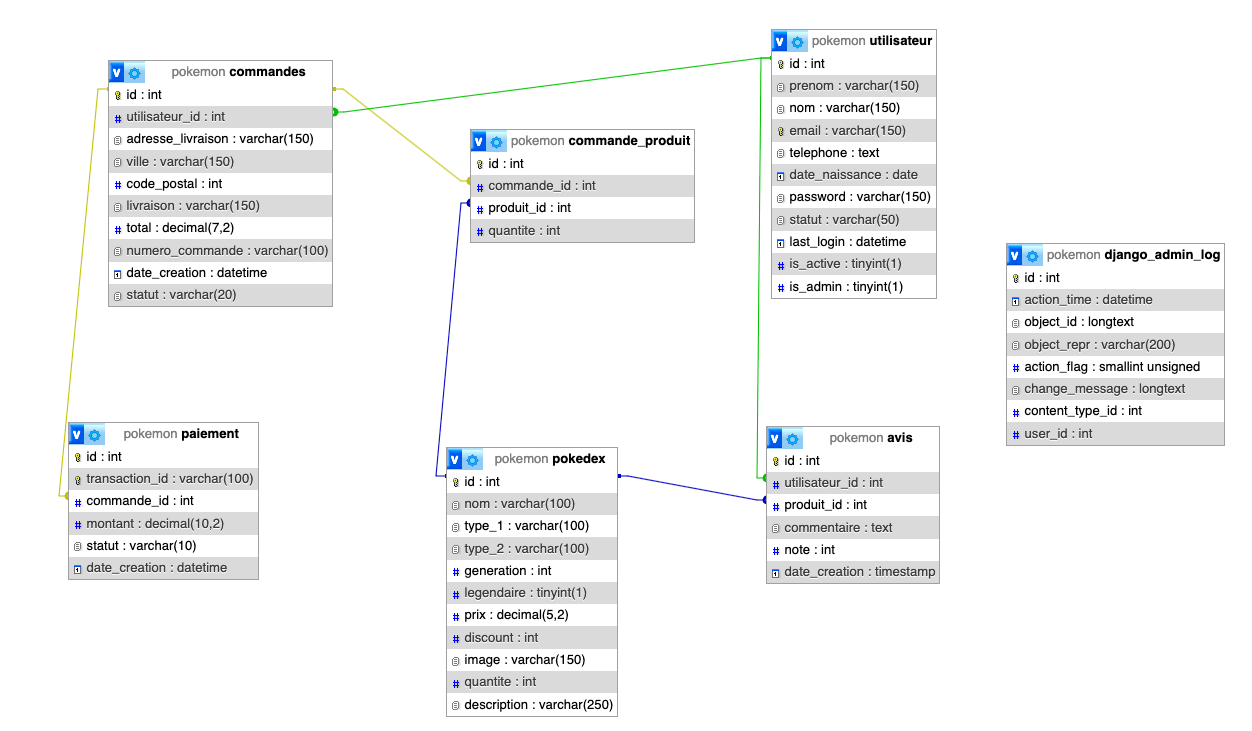 pokemon commandes
id : int
utilisateur_id : int
adresse_livraison : varchar(150)
ville : varchar(150)
code_postal : int
livraison : varchar(150)
total : decimal(7,2)
numero_commande : varchar(100)
date_creation : datetime
statut : varchar(20)
pokemon commande_produit
id : int
commande_id : int
produit_id : int
quantite : int
pokemon utilisateur
id : int
prenom : varchar(150)
nom : varchar(150)
email : varchar(150)
telephone : text
date_naissance : date
password : varchar(150)
statut : varchar(50)
last_login : datetime
is_active : tinyint(1)
is_admin : tinyint(1)
pokemon django_admin_log
id : int
action_time : datetime
object_id : longtext
object_repr : varchar(200)
action_flag : smallint unsigned
change_message : longtext
content_type_id : int
user_id : int
pokemon paiement
id : int
transaction_id : varchar(100)
commande_id : int
montant : decimal(10,2)
statut : varchar(10)
date_creation : datetime
pokemon pokedex
id : int
nom : varchar(100)
type_1 : varchar(100)
type_2 : varchar(100)
generation : int
legendaire : tinyint(1)
prix : decimal(5,2)
discount : int
image : varchar(150)
quantite : int
description : varchar(250)
pokemon avis
id : int
utilisateur_id : int
produit_id : int
commentaire : text
note : int
date_creation : timestamp